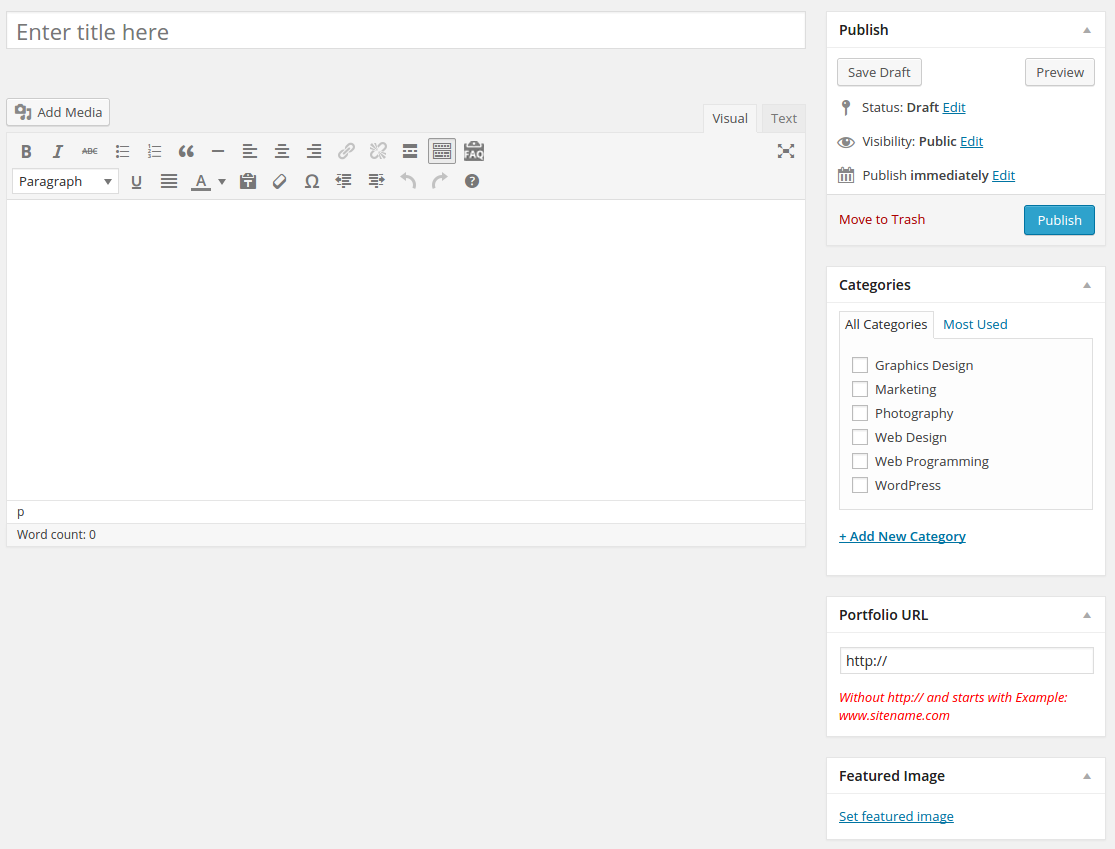 Enter title here
Add Media
Visual Text
B I ABC FAQ
Paragraph U A Ω ?
p
Word count: 0
Publish
Save Draft Preview
Status: Draft Edit
Visibility: Public Edit
Publish immediately Edit
Move to Trash Publish
Categories
All Categories Most Used
Graphics Design
Marketing
Photography
Web Design
Web Programming
WordPress
+ Add New Category
Portfolio URL
http://
Without http:// and starts with Example:
www.sitename.com
Featured Image
Set featured image